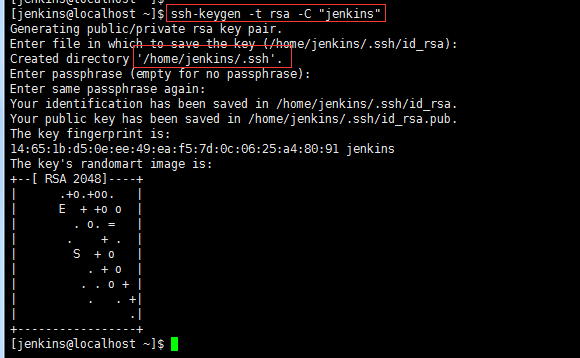 [jenkins@localhost ~]$
[jenkins@localhost ~]$ ssh-keygen -t rsa -C "jenkins"
Generating public/private rsa key pair.
Enter file in which to save the key (/home/jenkins/.ssh/id_rsa):
Created directory '/home/jenkins/.ssh'.
Enter passphrase (empty for no passphrase):
Enter same passphrase again:
Your identification has been saved in /home/jenkins/.ssh/id_rsa.
Your public key has been saved in /home/jenkins/.ssh/id_rsa.pub.
The key fingerprint is:
14:65:1b:d5:0e:ee:49:ea:f5:7d:0c:06:25:a4:80:91 jenkins
The key's randomart image is:
+--[ RSA 2048]----+
|      .+o.+oo.   |
|      E  + +o o  |
|        . o. =   |
|       .    + .  |
|        S  + o   |
|          . + o  |
|         . . o + |
|          .   . +|
|                .|
+-----------------+
[jenkins@localhost ~]$